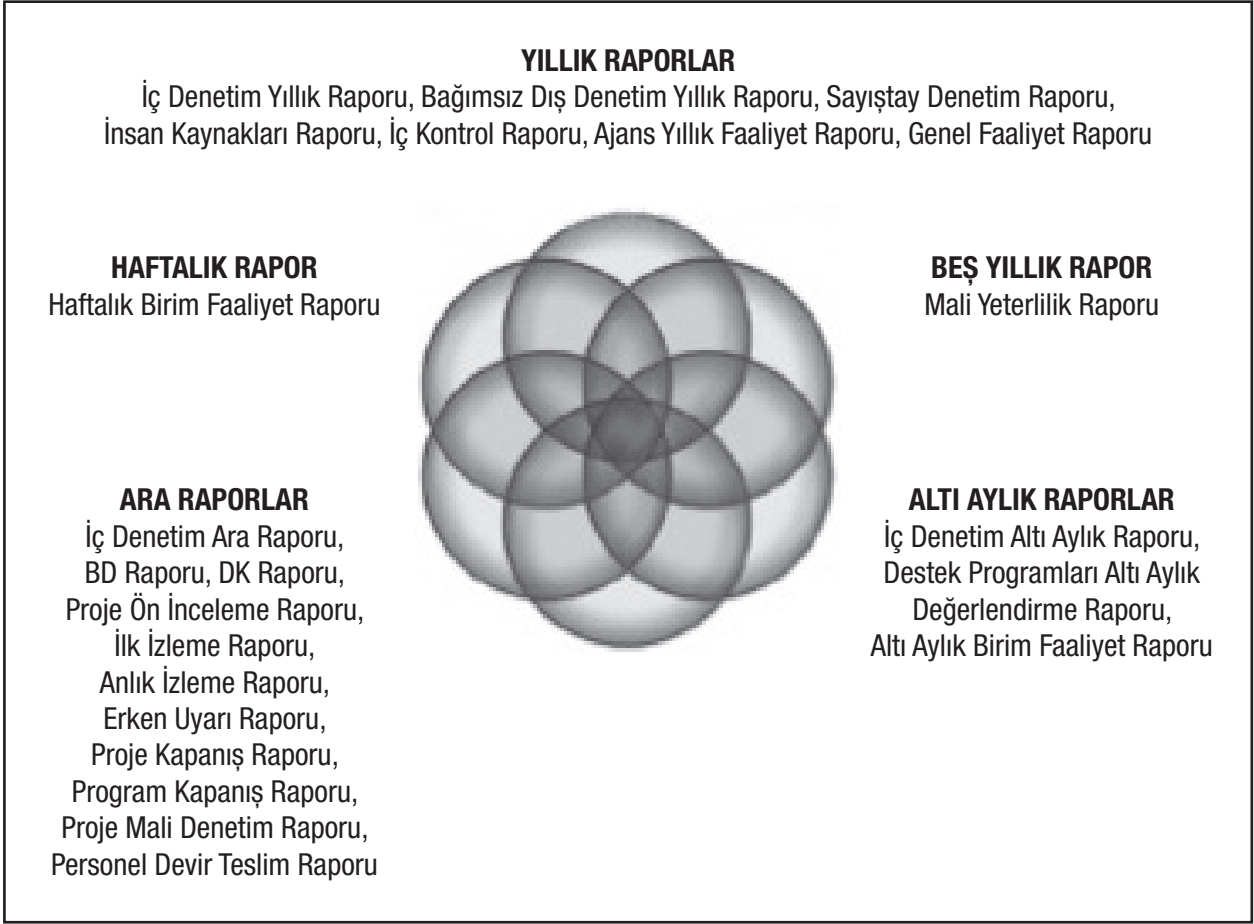 YILLIK RAPORLAR
İç Denetim Yıllık Raporu, Bağımsız Dış Denetim Yıllık Raporu, Sayıştay Denetim Raporu,
İnsan Kaynakları Raporu, İç Kontrol Raporu, Ajans Yıllık Faaliyet Raporu, Genel Faaliyet Raporu
HAFTALIK RAPOR
Haftalık Birim Faaliyet Raporu
BEŞ YILLIK RAPOR
Mali Yeterlilik Raporu
ARA RAPORLAR
İç Denetim Ara Raporu,
BD Raporu, DK Raporu,
Proje Ön İnceleme Raporu,
İlk İzleme Raporu,
Anlık İzleme Raporu,
Erken Uyarı Raporu,
Proje Kapanış Raporu,
Program Kapanış Raporu,
Proje Mali Denetim Raporu,
Personel Devir Teslim Raporu
ALTI AYLIK RAPORLAR
İç Denetim Altı Aylık Raporu,
Destek Programları Altı Aylık
Değerlendirme Raporu,
Altı Aylık Birim Faaliyet Raporu